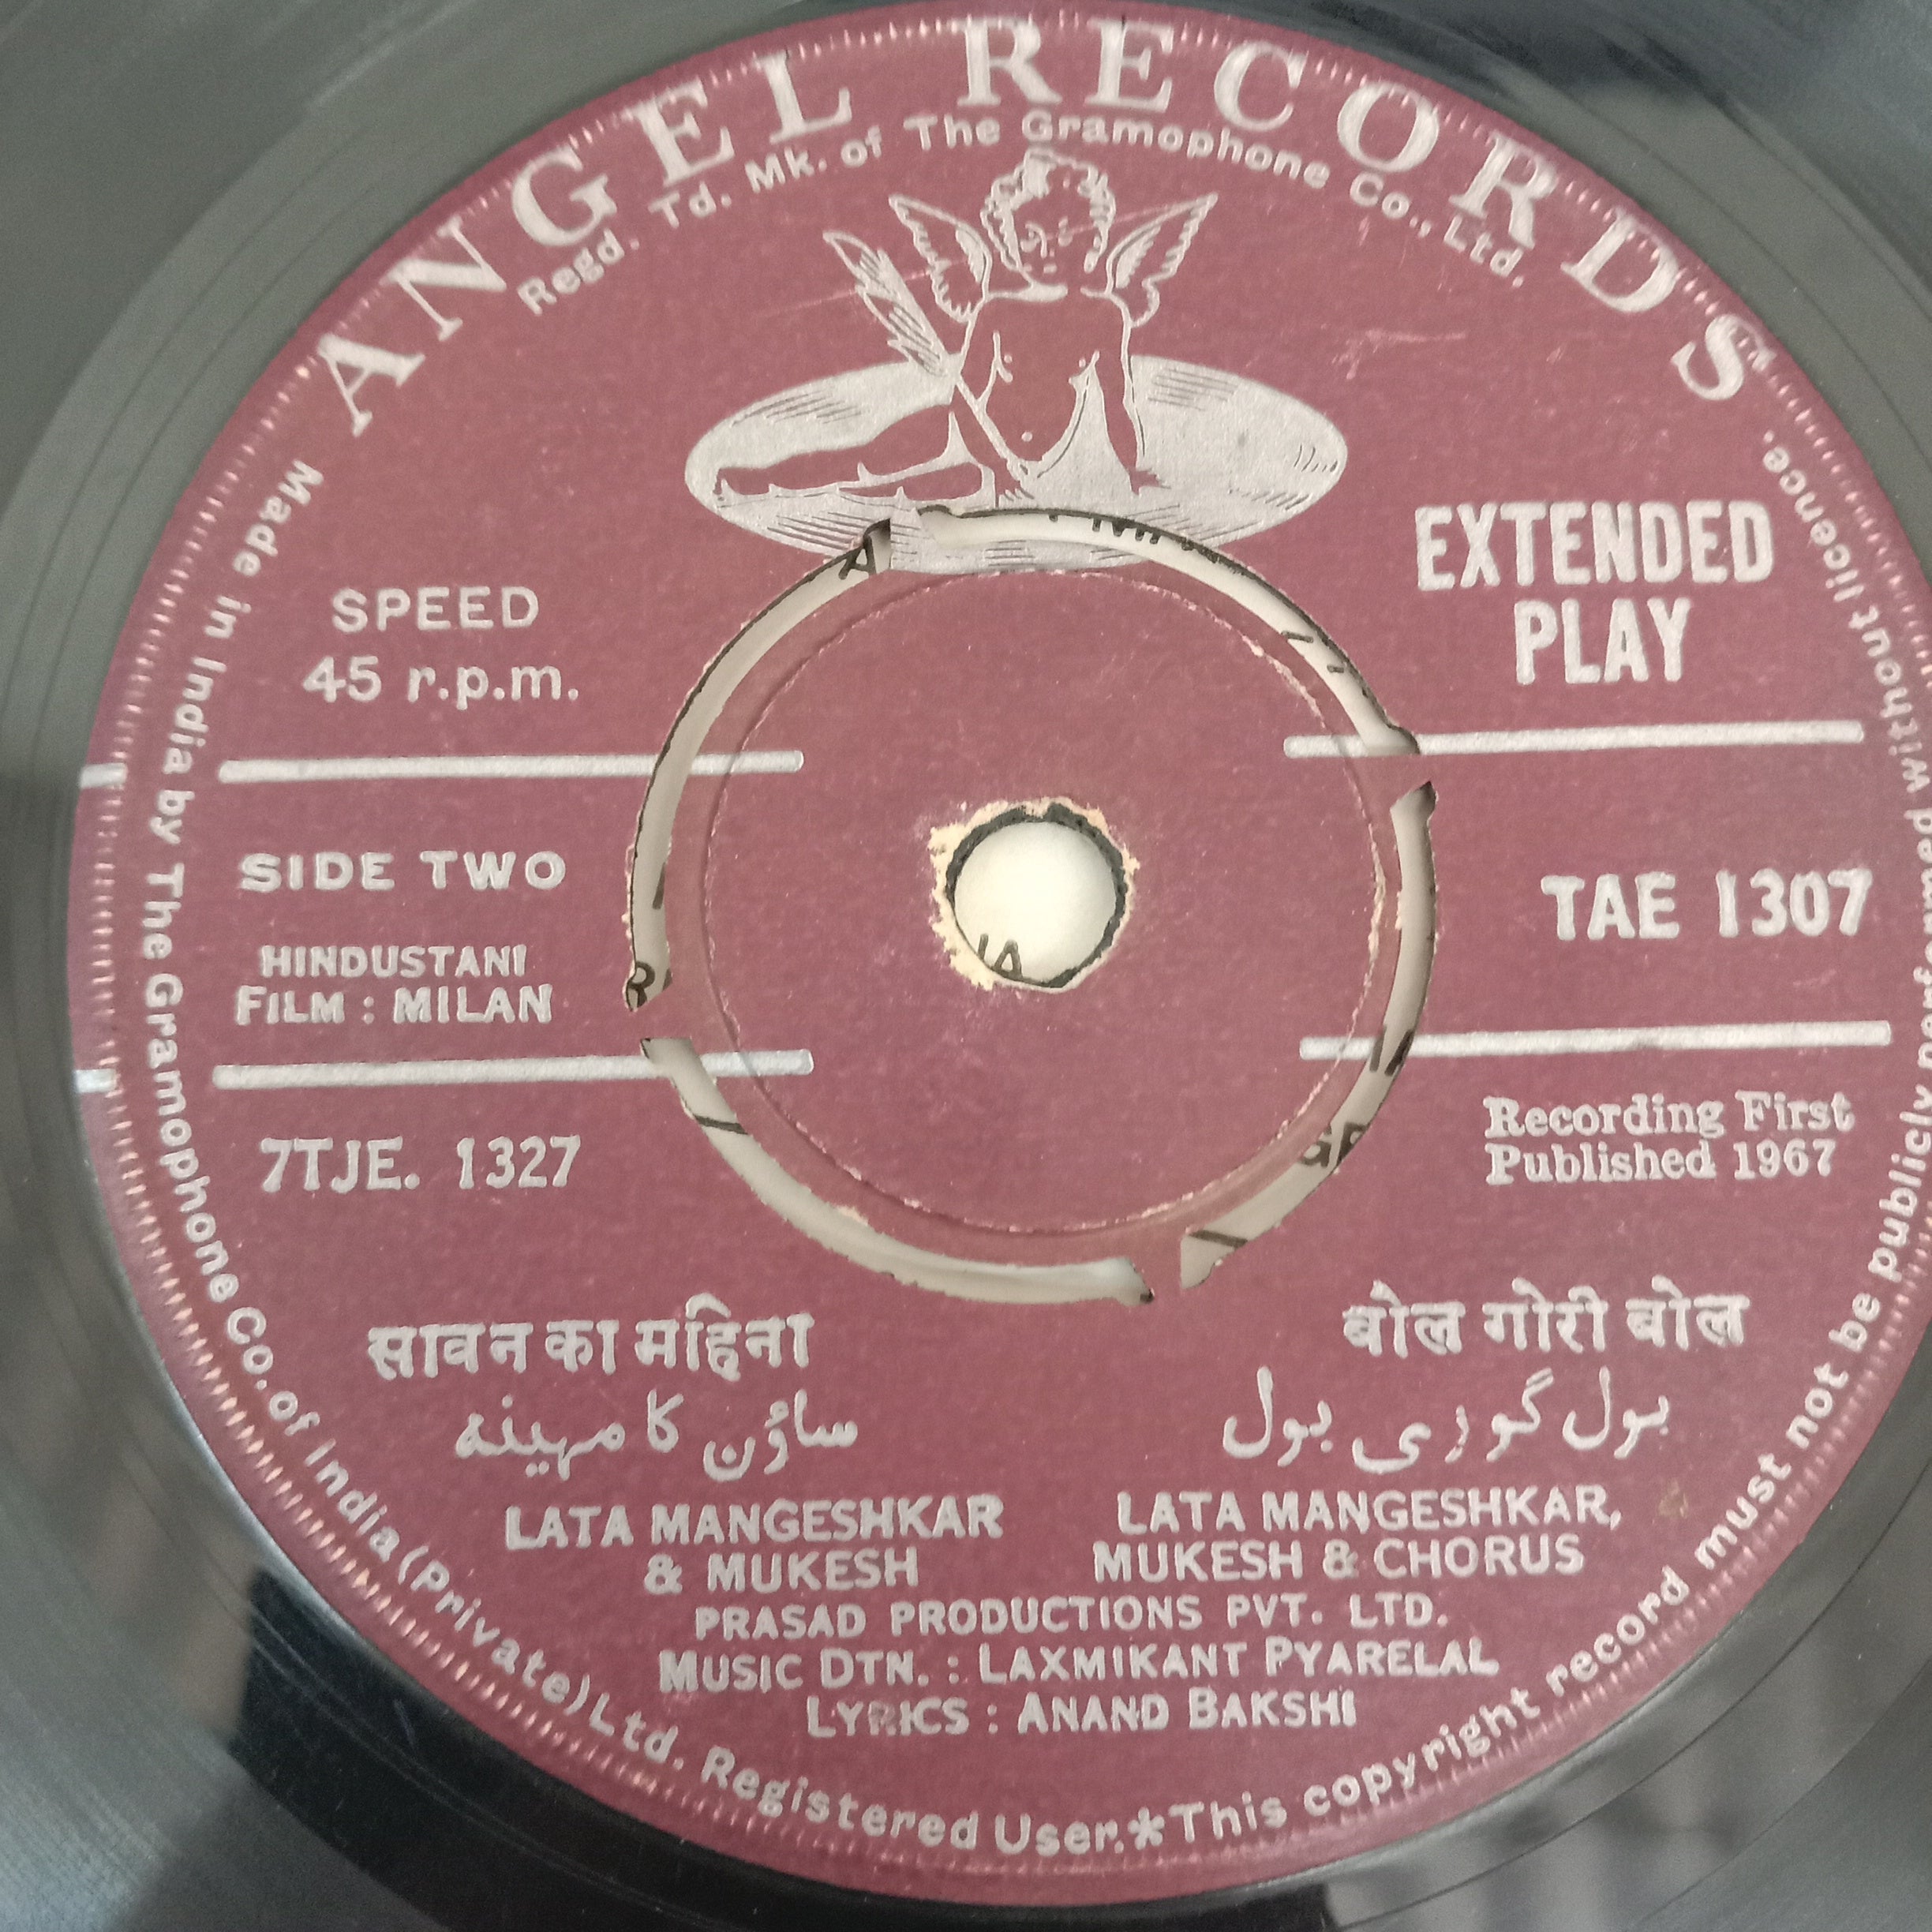 ANGEL RECORDS
Regd. Td. Mk. of The Gramophone Co., Ltd.
EXTENDED
PLAY
SPEED
45 r.p.m.
SIDE TWO
TAE 1307
HINDUSTANI
FILM : MILAN
Recording First
Published 1967
7TJE. 1327
सावन का महिना
ساؤن کا مہینہ
LATA MANGESHKAR
& MUKESH
बोल गोरी बोल
بول گوری بول
LATA MANGESHKAR,
MUKESH & CHORUS
PRASAD PRODUCTIONS PVT. LTD.
MUSIC DTN. : LAXMIKANT PYARELAL
LYRICS : ANAND BAKSHI
Made in India by The Gramophone Co. of India (Private) Ltd. Registered User.*This copyright record must not be publicly without licence.